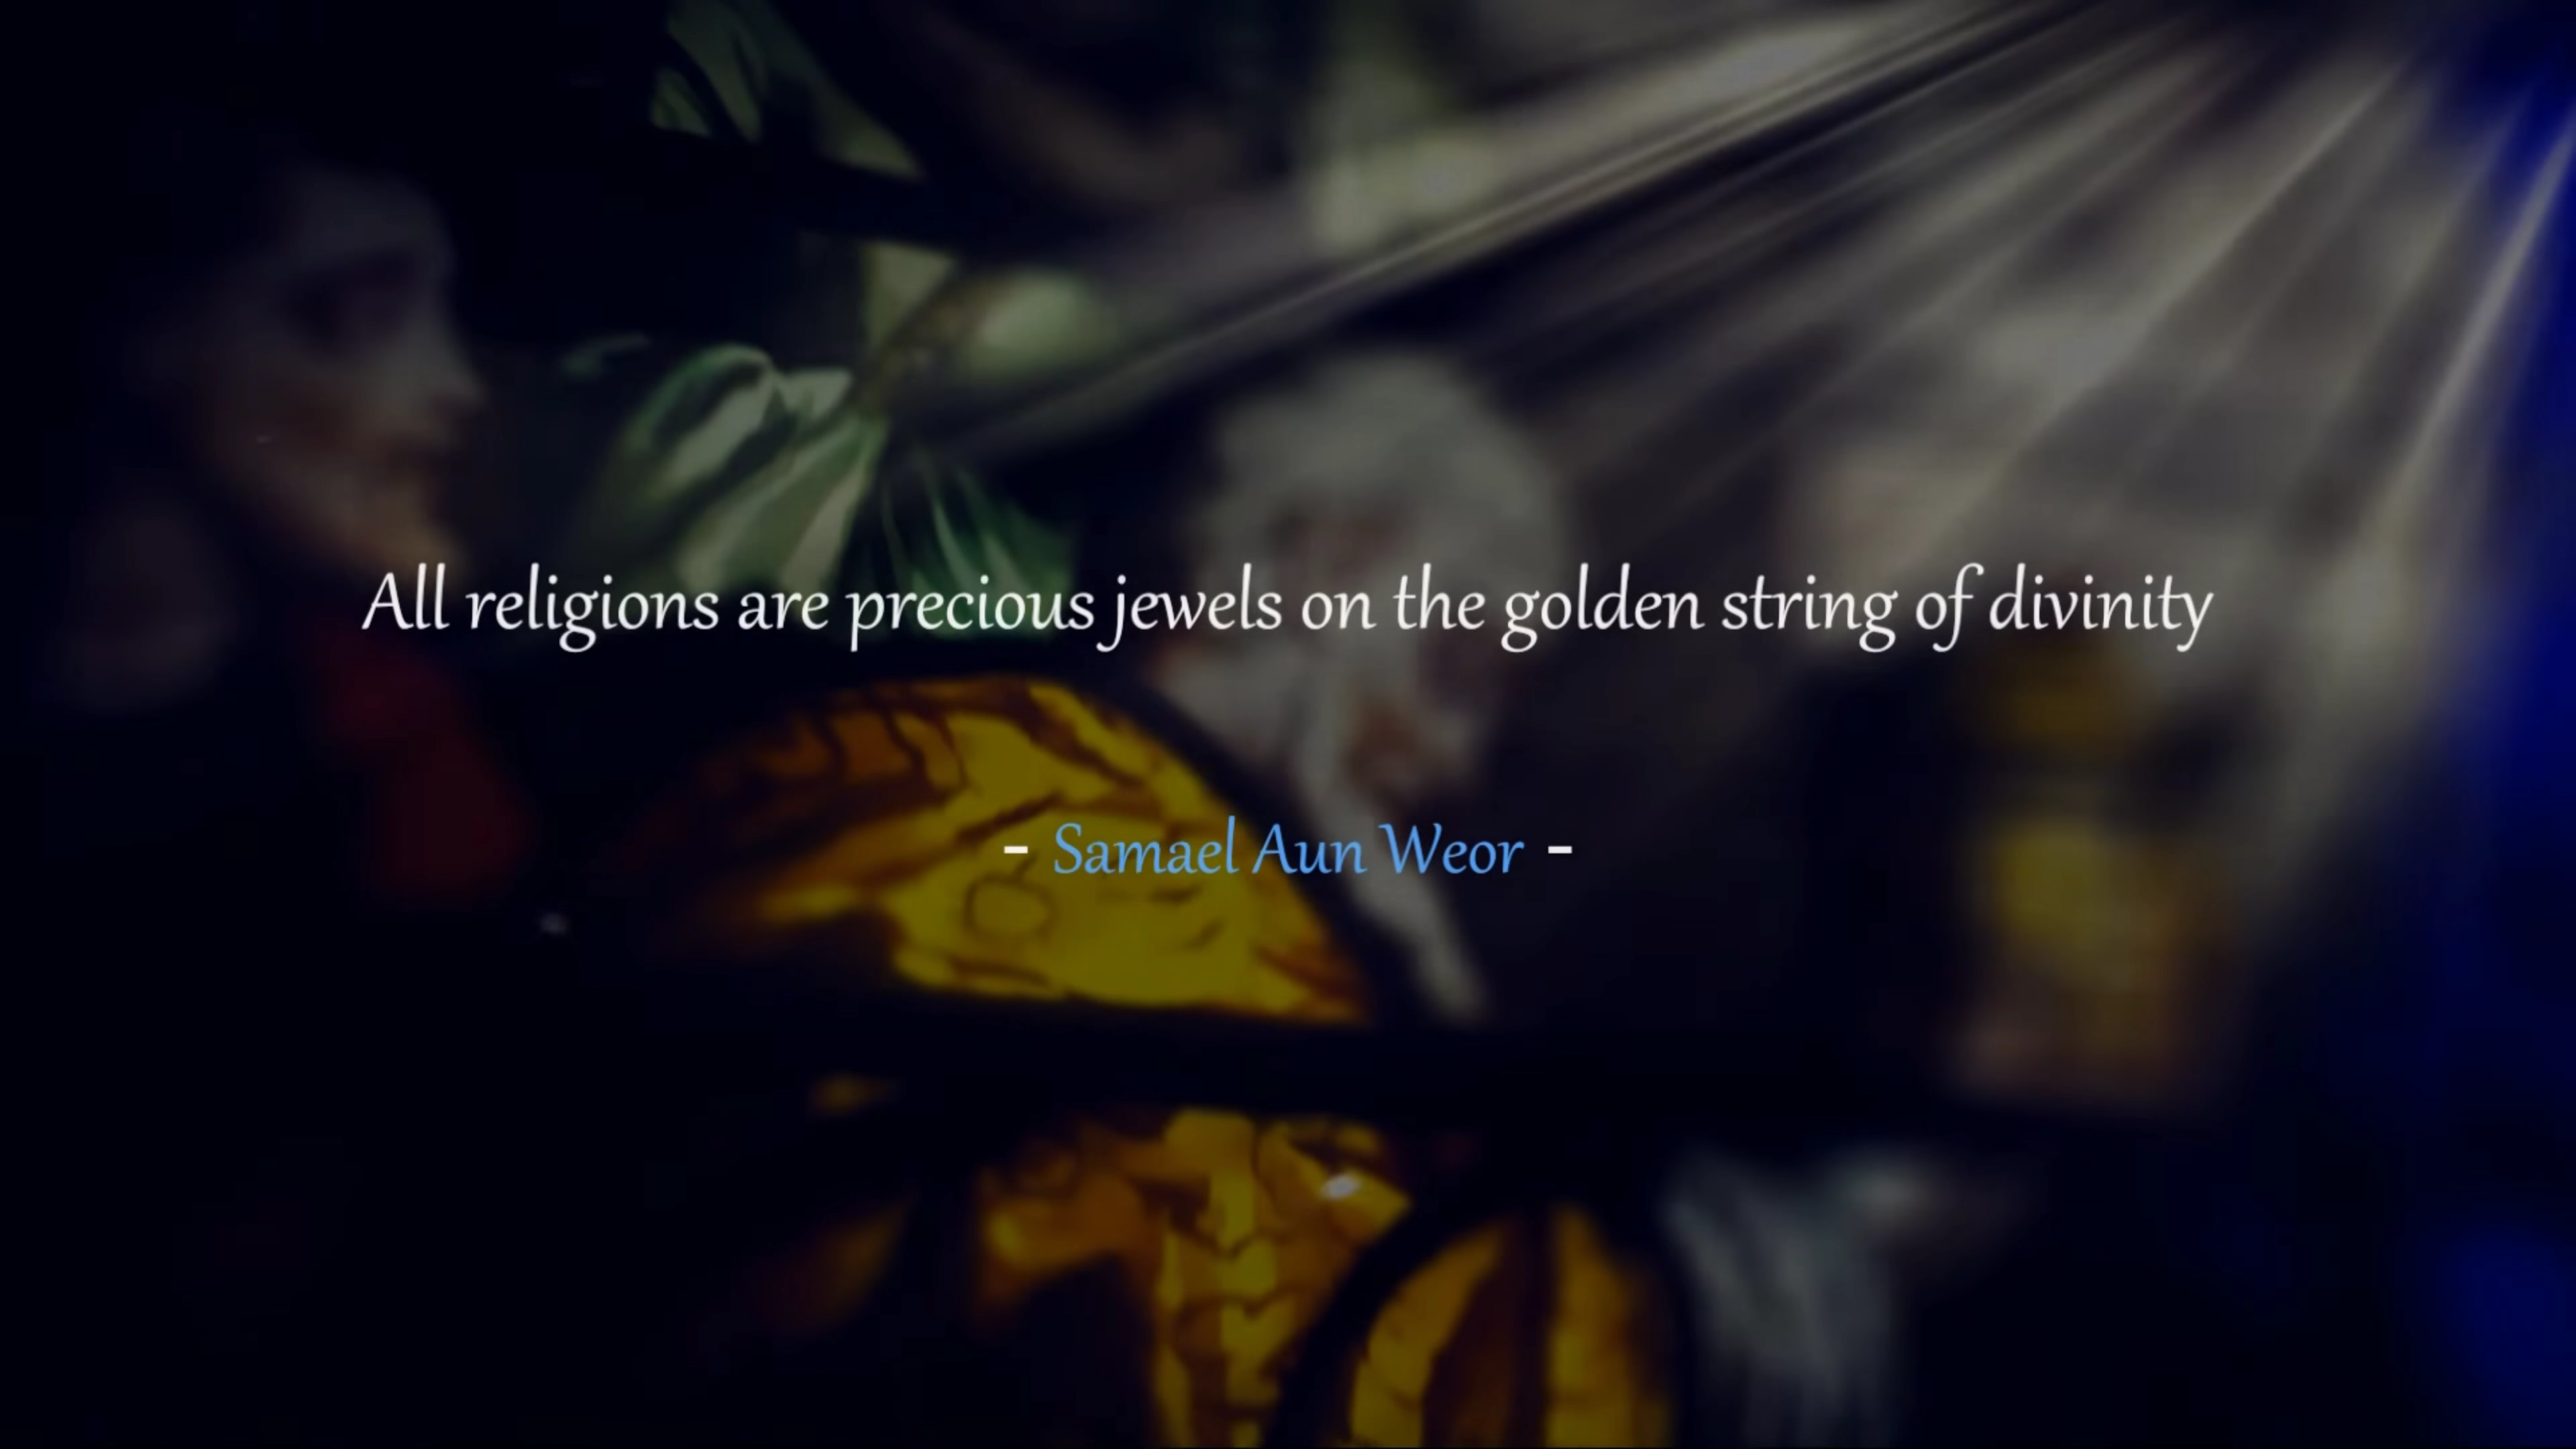 All religions are precious jewels on the golden string of divinity
- Samael Aun Weor -